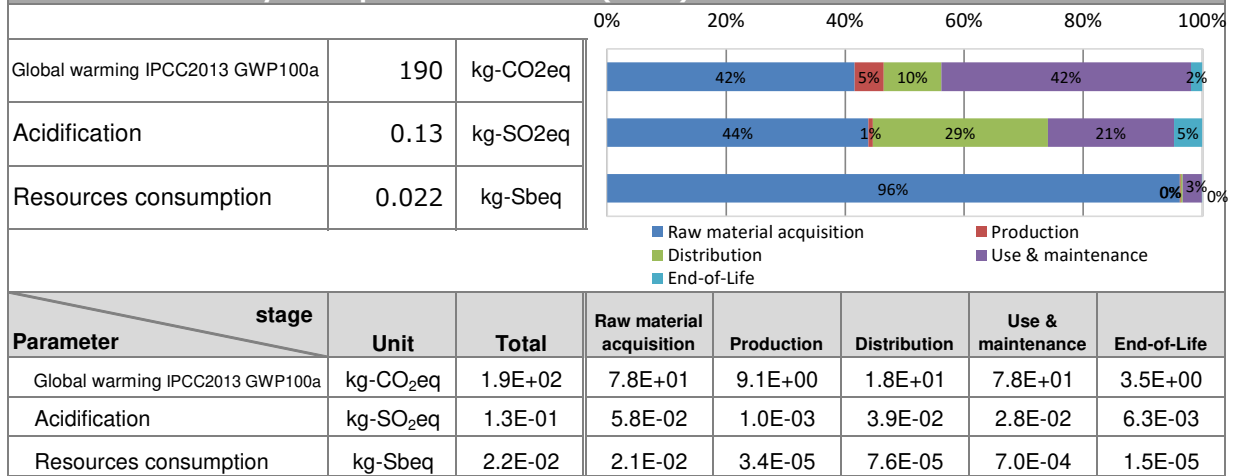 0% 20% 40% 60% 80% 100%
Global warming IPCC2013 GWP100a 190 kg-CO2eq
42% 5% 10% 42% 2%
Acidification 0.13 kg-SO2eq
44% 1% 29% 21% 5%
Resources consumption 0.022 kg-Sbeq
96% 0% 3% 0%
Raw material acquisition Production
Distribution Use & maintenance
End-of-Life
stage
Parameter Unit Total Raw material acquisition Production Distribution Use & maintenance End-of-Life
Global warming IPCC2013 GWP100a kg-CO₂eq 1.9E+02 7.8E+01 9.1E+00 1.8E+01 7.8E+01 3.5E+00
Acidification kg-SO₂eq 1.3E-01 5.8E-02 1.0E-03 3.9E-02 2.8E-02 6.3E-03
Resources consumption kg-Sbeq 2.2E-02 2.1E-02 3.4E-05 7.6E-05 7.0E-04 1.5E-05